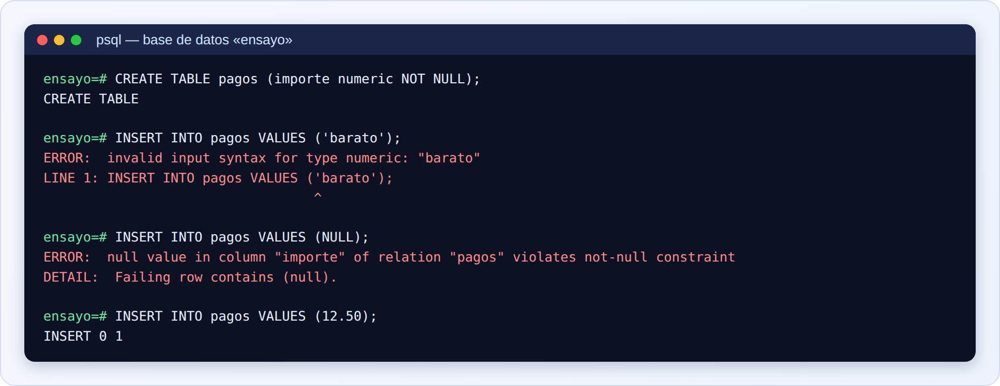 psql — base de datos «ensayo»
ensayo=# CREATE TABLE pagos (importe numeric NOT NULL);
CREATE TABLE
ensayo=# INSERT INTO pagos VALUES ('barato');
ERROR:  invalid input syntax for type numeric: "barato"
LINE 1: INSERT INTO pagos VALUES ('barato');
                                  ^
ensayo=# INSERT INTO pagos VALUES (NULL);
ERROR:  null value in column "importe" of relation "pagos" violates not-null constraint
DETAIL:  Failing row contains (null).
ensayo=# INSERT INTO pagos VALUES (12.50);
INSERT 0 1